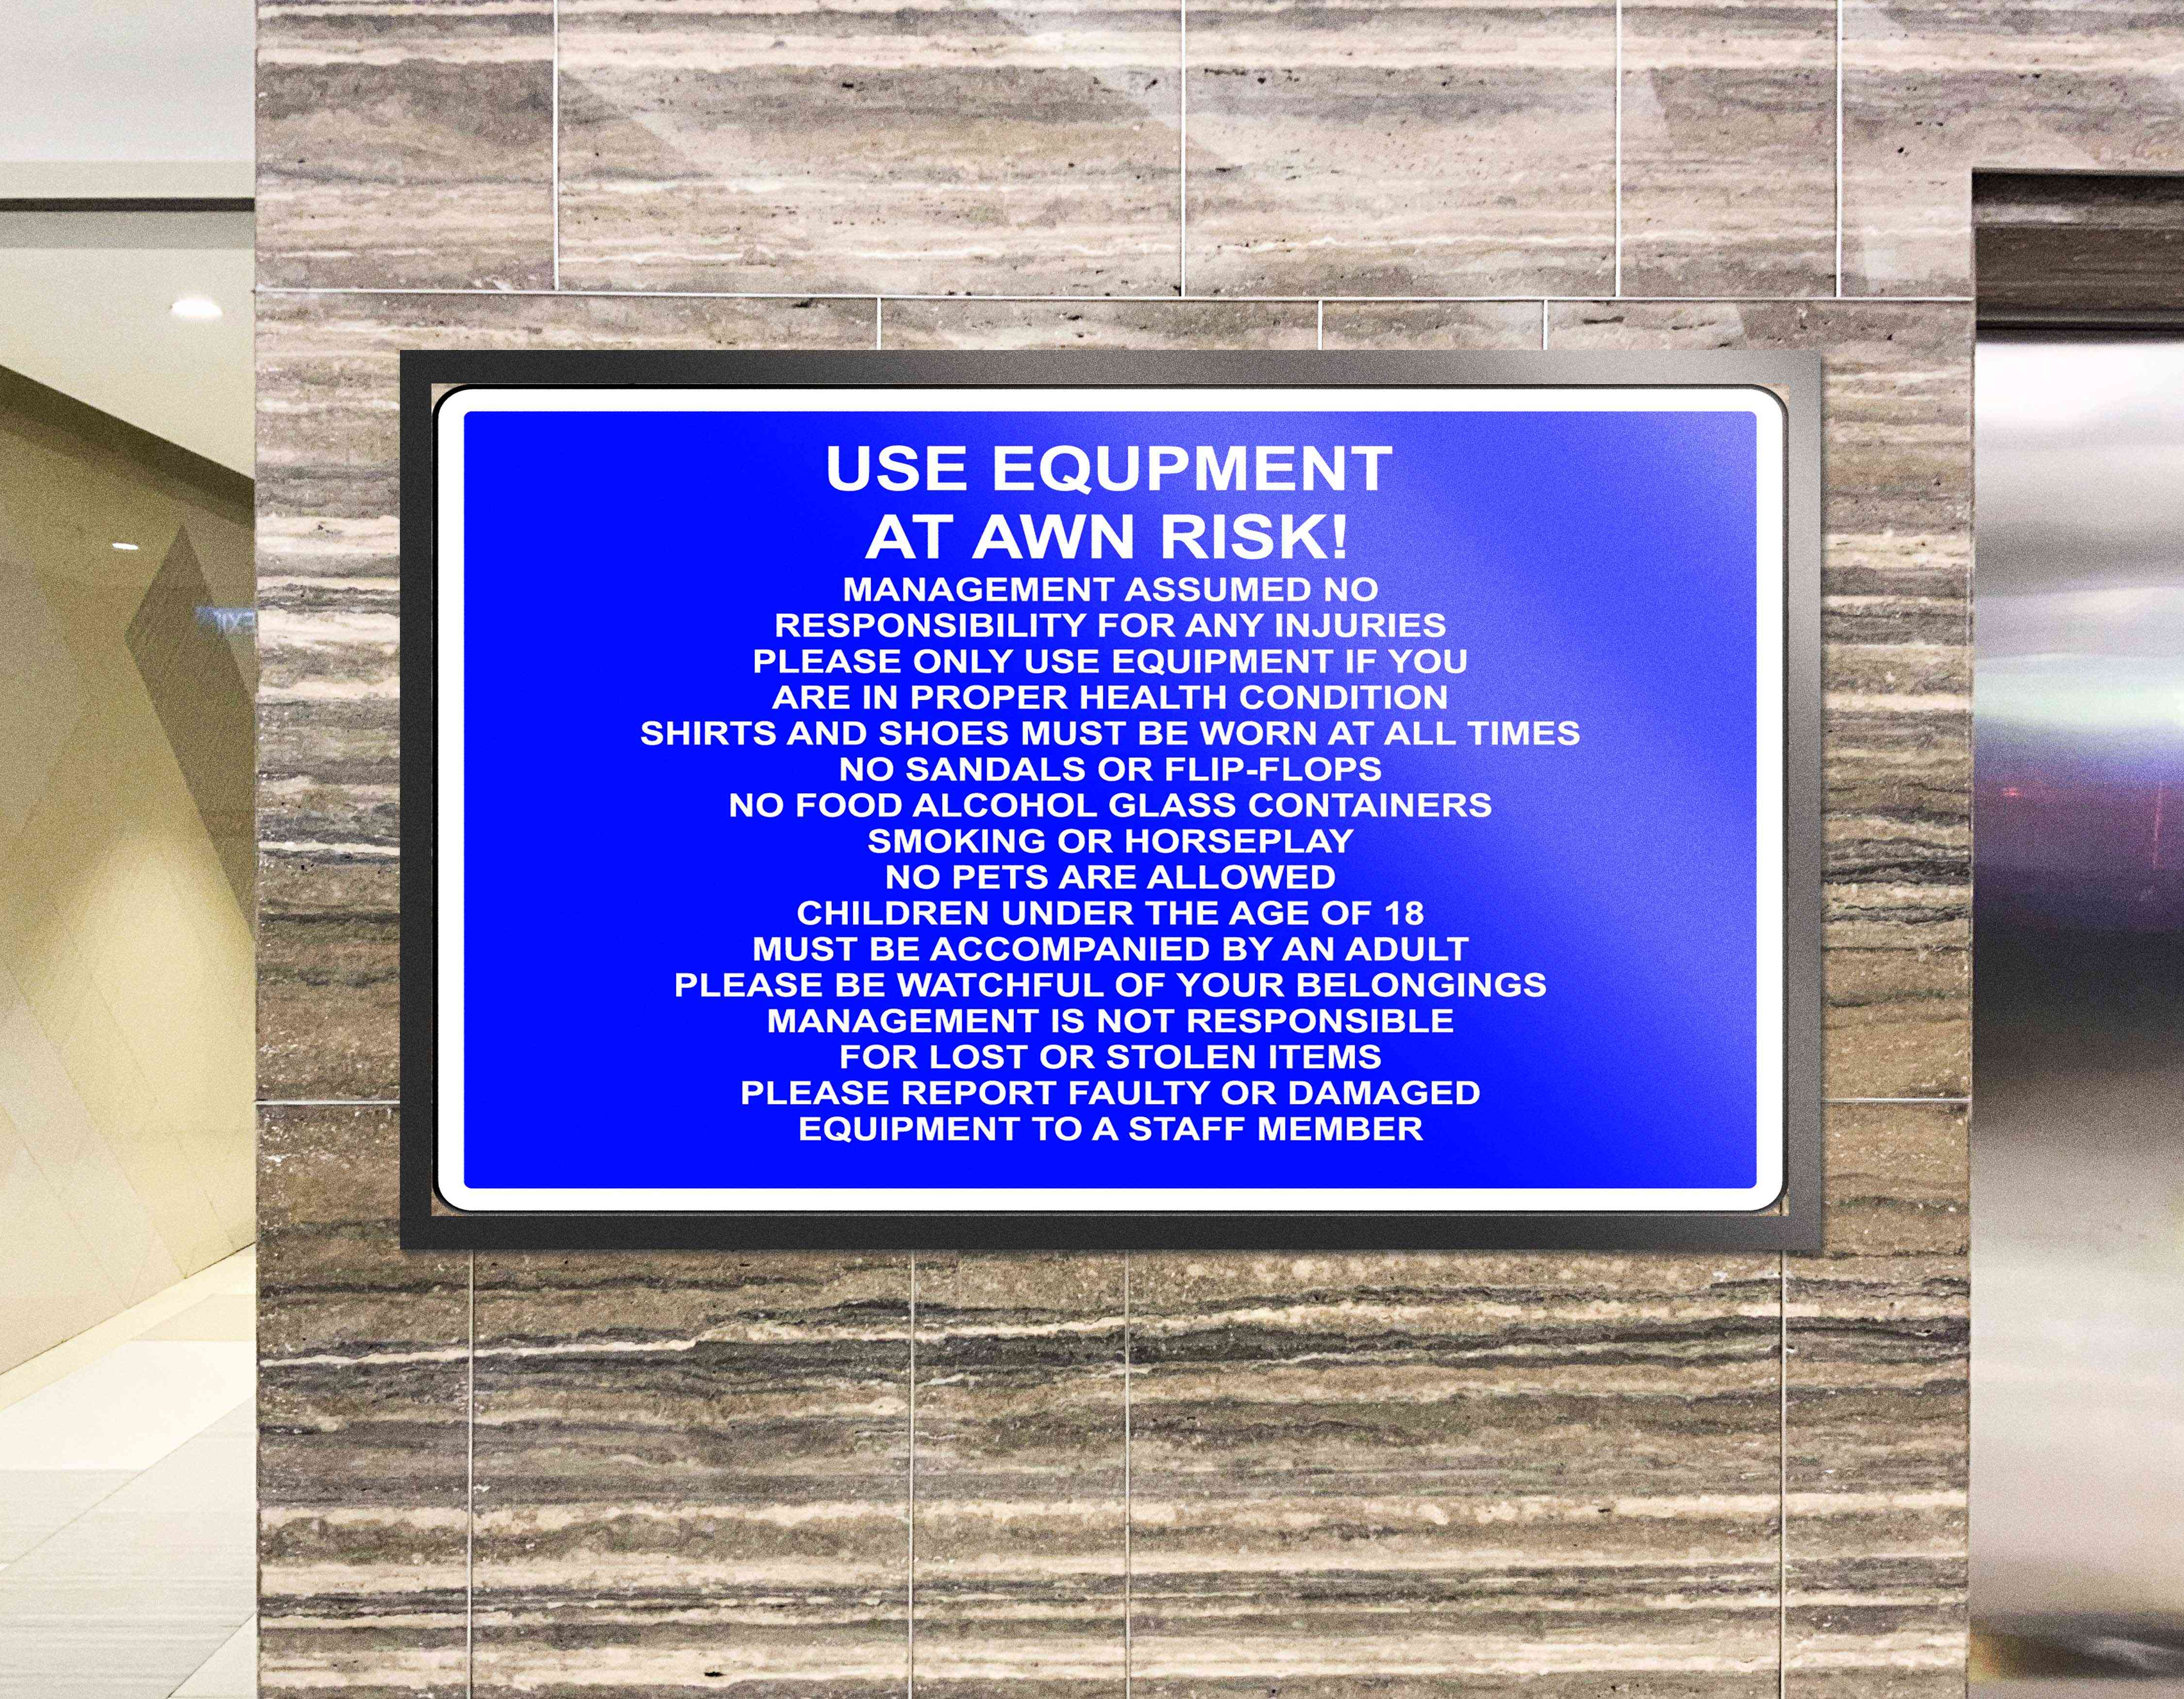 USE EQUPMENT
AT AWN RISK!
MANAGEMENT ASSUMED NO
RESPONSIBILITY FOR ANY INJURIES
PLEASE ONLY USE EQUIPMENT IF YOU
ARE IN PROPER HEALTH CONDITION
SHIRTS AND SHOES MUST BE WORN AT ALL TIMES
NO SANDALS OR FLIP-FLOPS
NO FOOD ALCOHOL GLASS CONTAINERS
SMOKING OR HORSEPLAY
NO PETS ARE ALLOWED
CHILDREN UNDER THE AGE OF 18
MUST BE ACCOMPANIED BY AN ADULT
PLEASE BE WATCHFUL OF YOUR BELONGINGS
MANAGEMENT IS NOT RESPONSIBLE
FOR LOST OR STOLEN ITEMS
PLEASE REPORT FAULTY OR DAMAGED
EQUIPMENT TO A STAFF MEMBER